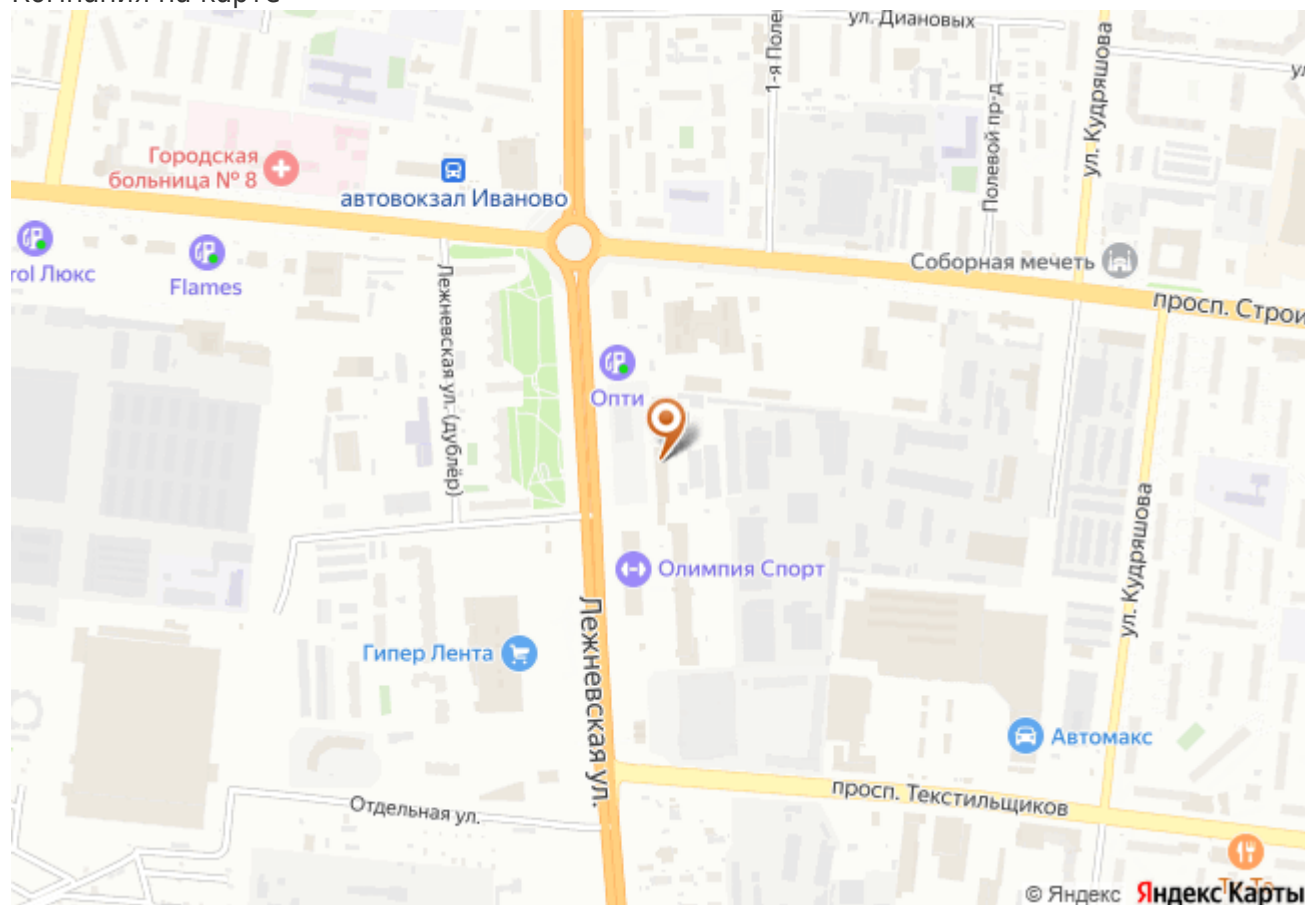 ул. Диановых
1-я Поле
Полевой пр-д
ул. Кудряшова
Городская
больница № 8
автовокзал Иваново
rol Люкс
Flames
Лежневская ул. (дублёр)
Соборная мечеть
просп. Строи
Опти
Олимпия Спорт
ул. Кудряшова
Гипер Лента
Лежневская ул.
Автомакс
просп. Текстильщиков
Отдельная ул.
© Яндекс Яндекс Карты